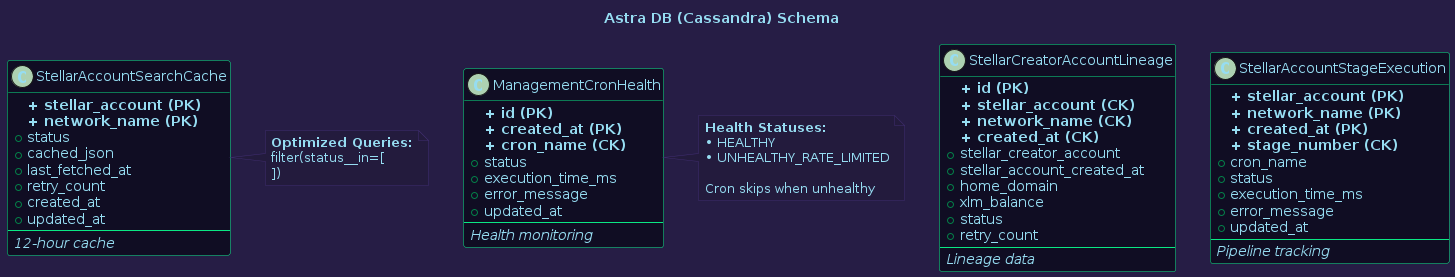 Astra DB (Cassandra) Schema
StellarAccountSearchCache
+ stellar_account (PK)
+ network_name (PK)
status
cached_json
last_fetched_at
retry_count
created_at
updated_at
12-hour cache
Optimized Queries:
filter(status__in=[
])
ManagementCronHealth
+ id (PK)
+ created_at (PK)
+ cron_name (CK)
status
execution_time_ms
error_message
updated_at
Health monitoring
Health Statuses:
• HEALTHY
• UNHEALTHY_RATE_LIMITED
Cron skips when unhealthy
StellarCreatorAccountLineage
+ id (PK)
+ stellar_account (CK)
+ network_name (CK)
+ created_at (CK)
stellar_creator_account
stellar_account_created_at
home_domain
xlm_balance
status
retry_count
Lineage data
StellarAccountStageExecution
+ stellar_account (PK)
+ network_name (PK)
+ created_at (PK)
+ stage_number (CK)
cron_name
status
execution_time_ms
error_message
updated_at
Pipeline tracking